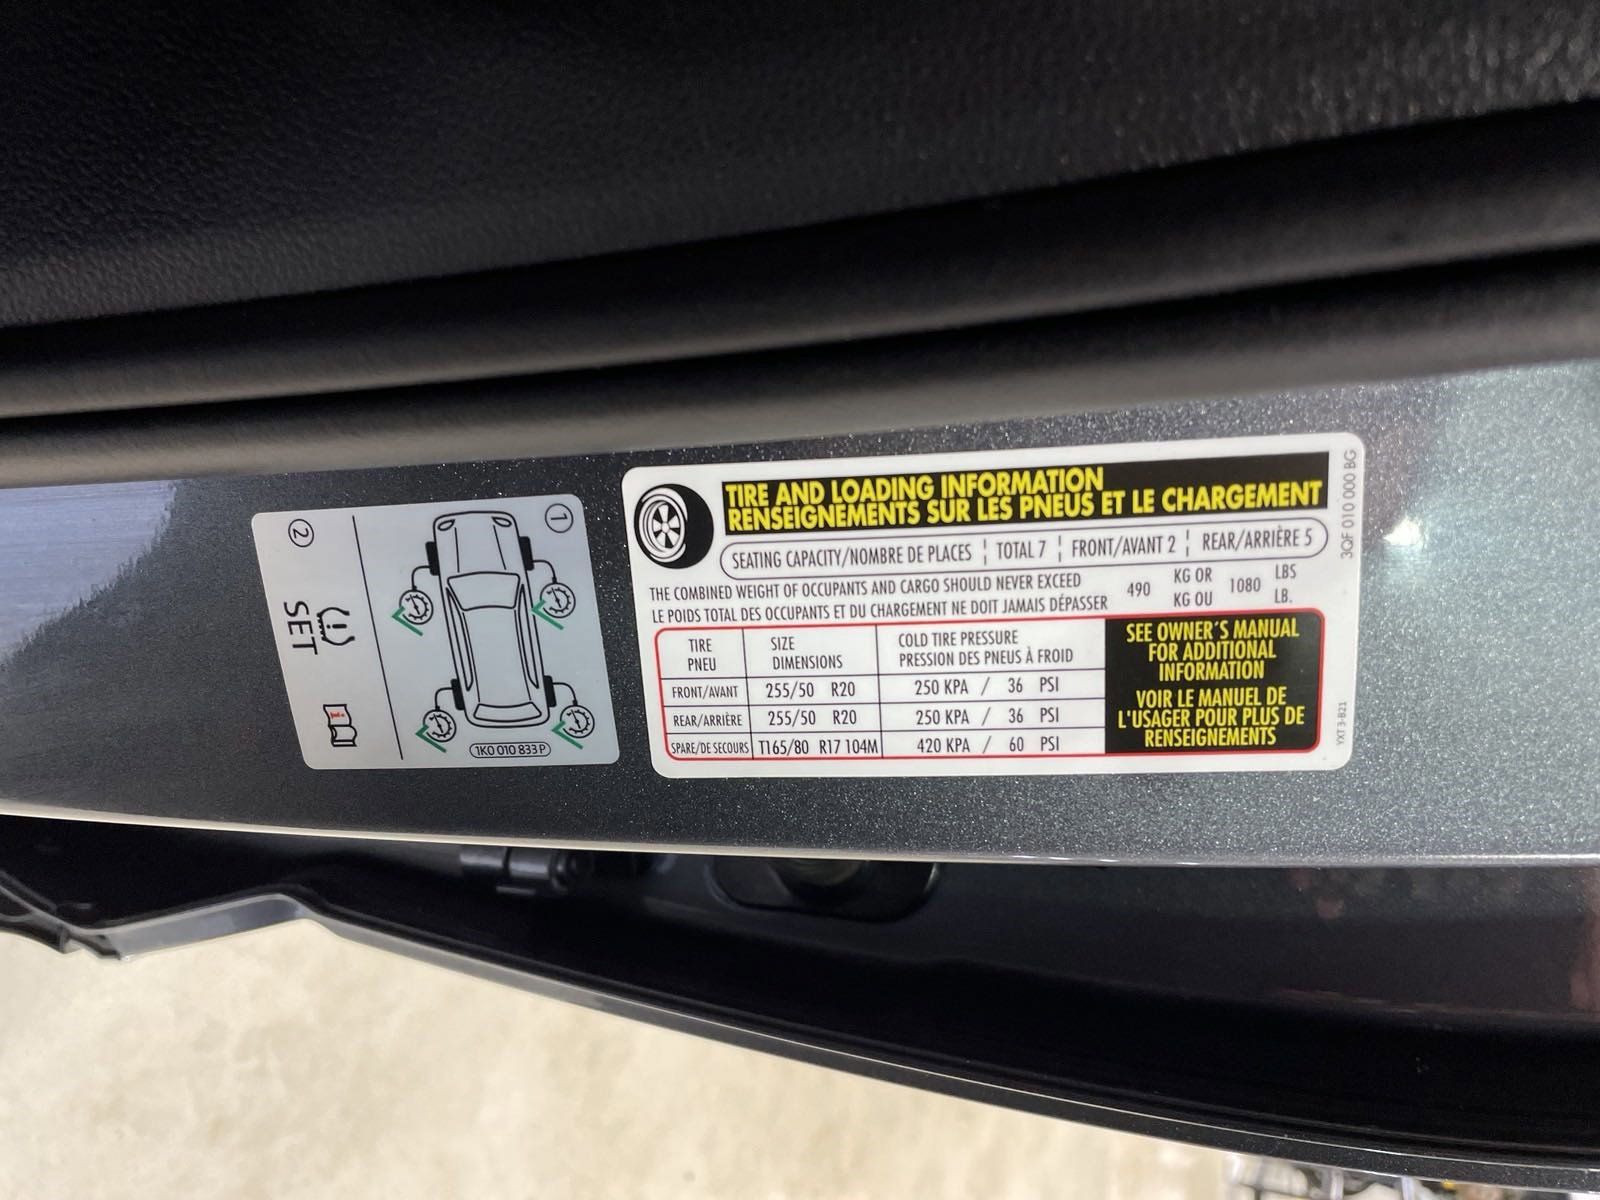 TIRE AND LOADING INFORMATION
RENSEIGNEMENTS SUR LES PNEUS ET LE CHARGEMENT
SEATING CAPACITY/NOMBRE DE PLACES ¦ TOTAL 7 ¦ FRONT/AVANT 2 ¦ REAR/ARRIÈRE 5
THE COMBINED WEIGHT OF OCCUPANTS AND CARGO SHOULD NEVER EXCEED
LE POIDS TOTAL DES OCCUPANTS ET DU CHARGEMENT NE DOIT JAMAIS DÉPASSER
490 KG OR 1080 LBS
KG OU LB.
TIRE SIZE COLD TIRE PRESSURE
PNEU DIMENSIONS PRESSION DES PNEUS À FROID
FRONT/AVANT 255/50 R20 250 KPA / 36 PSI
REAR/ARRIÈRE 255/50 R20 250 KPA / 36 PSI
SPARE/DE SECOURS T165/80 R17 104M 420 KPA / 60 PSI
SEE OWNER´S MANUAL
FOR ADDITIONAL
INFORMATION
VOIR LE MANUEL DE
L'USAGER POUR PLUS DE
RENSEIGNEMENTS
3QF 010 000 BG
YXT 3-B21
1
2
SET
1K0 010 833 P